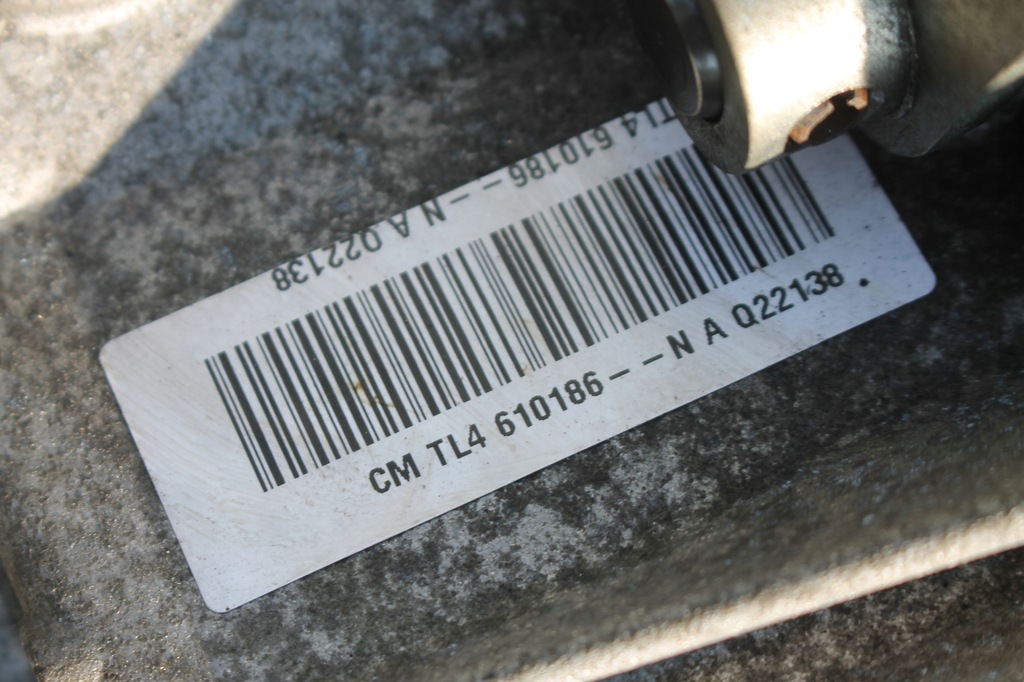 TL4 610186 - - N A Q22138
CM TL4 610186 - - N A Q22138